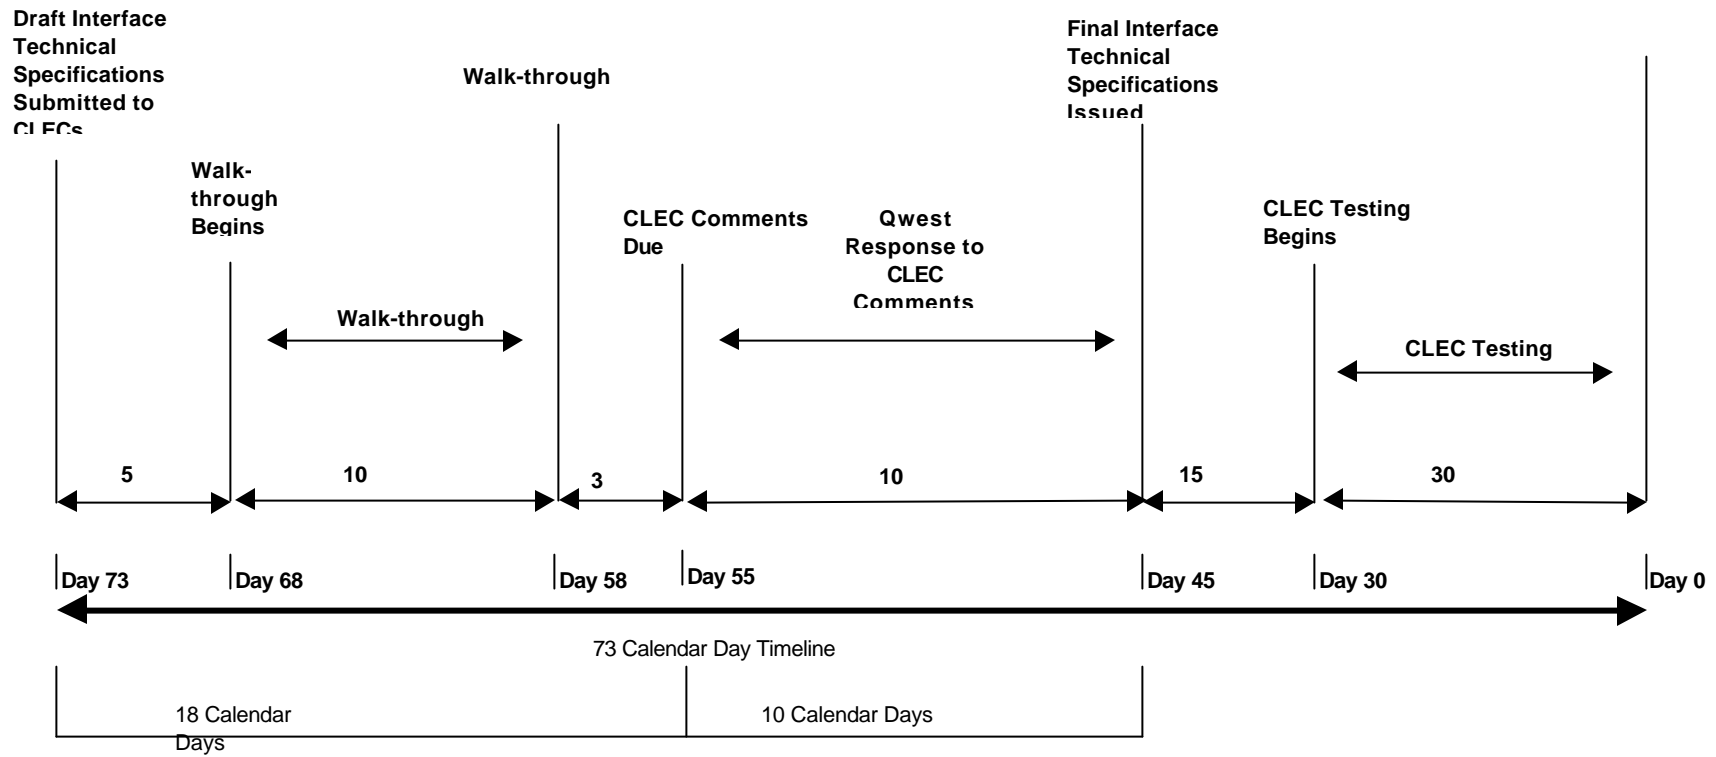 Draft Interface
Technical
Specifications
Submitted to
CLECs
Walk-through
Final Interface
Technical
Specifications
Issued
Walk-
through
Begins
CLEC Comments
Due
Qwest
Response to
CLEC
Comments
CLEC Testing
Begins
Walk-through
CLEC Testing
5
10
3
10
15
30
Day 73
Day 68
Day 58
Day 55
Day 45
Day 30
Day 0
73 Calendar Day Timeline
18 Calendar
Days
10 Calendar Days